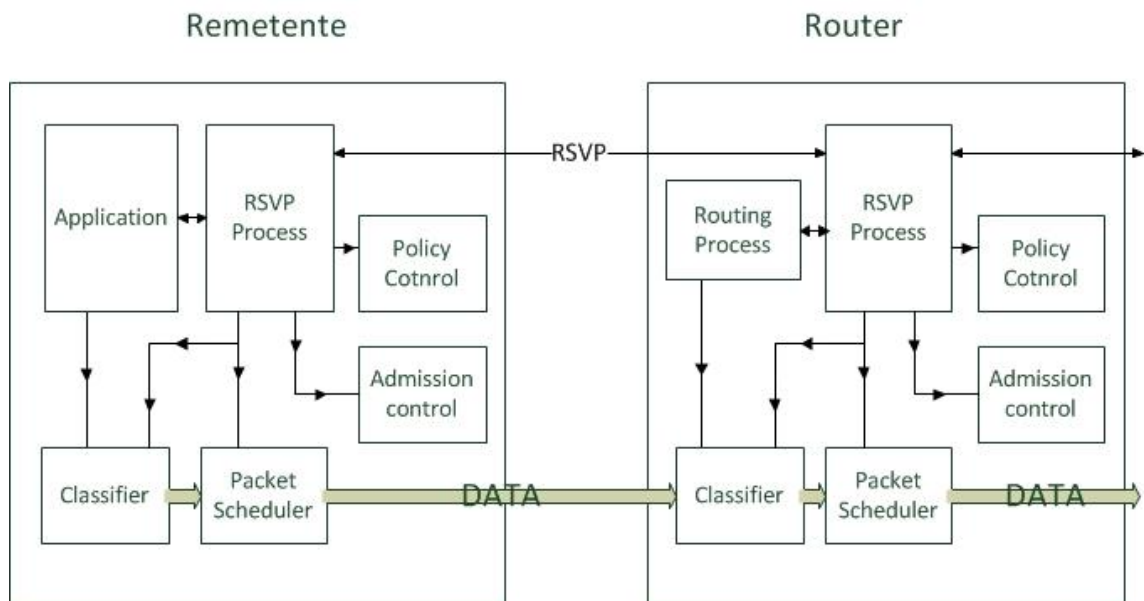 Remetente
Router
Application
RSVP
Process
Policy
Cotnrol
Admission
control
Classifier
Packet
Scheduler
RSVP
DATA
Routing
Process
RSVP
Process
Policy
Cotnrol
Admission
control
Classifier
Packet
Scheduler
DATA